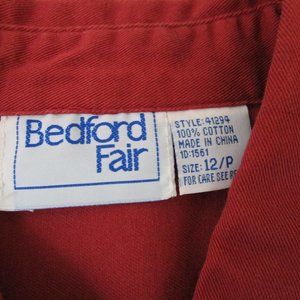 Bedford
Fair
STYLE: 41294
100% COTTON
MADE IN CHINA
ID: 1561
SIZE: 12/P
FOR CARE SEE